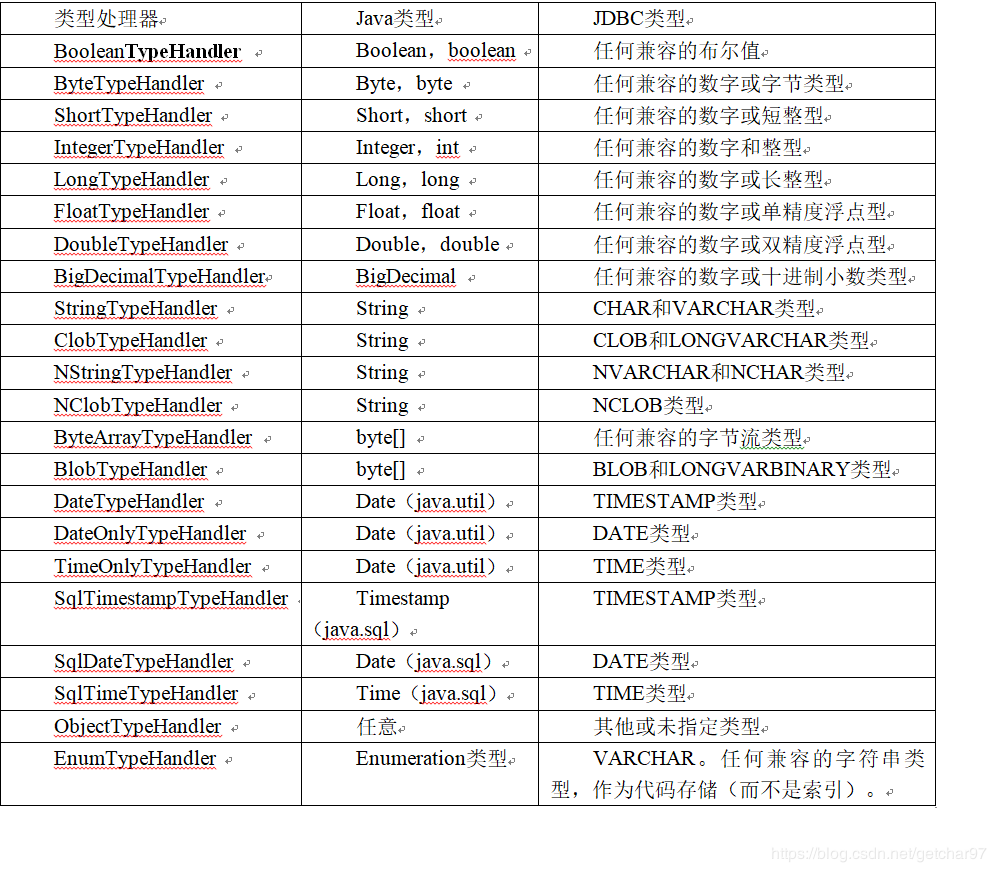 类型处理器 Java类型 JDBC类型
BooleanTypeHandler Boolean，boolean 任何兼容的布尔值
ByteTypeHandler Byte，byte 任何兼容的数字或字节类型
ShortTypeHandler Short，short 任何兼容的数字或短整型
IntegerTypeHandler Integer，int 任何兼容的数字和整型
LongTypeHandler Long，long 任何兼容的数字或长整型
FloatTypeHandler Float，float 任何兼容的数字或单精度浮点型
DoubleTypeHandler Double，double 任何兼容的数字或双精度浮点型
BigDecimalTypeHandler BigDecimal 任何兼容的数字或十进制小数类型
StringTypeHandler String CHAR和VARCHAR类型
ClobTypeHandler String CLOB和LONGVARCHAR类型
NStringTypeHandler String NVARCHAR和NCHAR类型
NClobTypeHandler String NCLOB类型
ByteArrayTypeHandler byte[] 任何兼容的字节流类型
BlobTypeHandler byte[] BLOB和LONGVARBINARY类型
DateTypeHandler Date（java.util） TIMESTAMP类型
DateOnlyTypeHandler Date（java.util） DATE类型
TimeOnlyTypeHandler Date（java.util） TIME类型
SqlTimestampTypeHandler Timestamp TIMESTAMP类型
（java.sql）
SqlDateTypeHandler Date（java.sql） DATE类型
SqlTimeTypeHandler Time（java.sql） TIME类型
ObjectTypeHandler 任意 其他或未指定类型
EnumTypeHandler Enumeration类型 VARCHAR。任何兼容的字符串类
型，作为代码存储（而不是索引）。
https://blog.csdn.net/getchar97